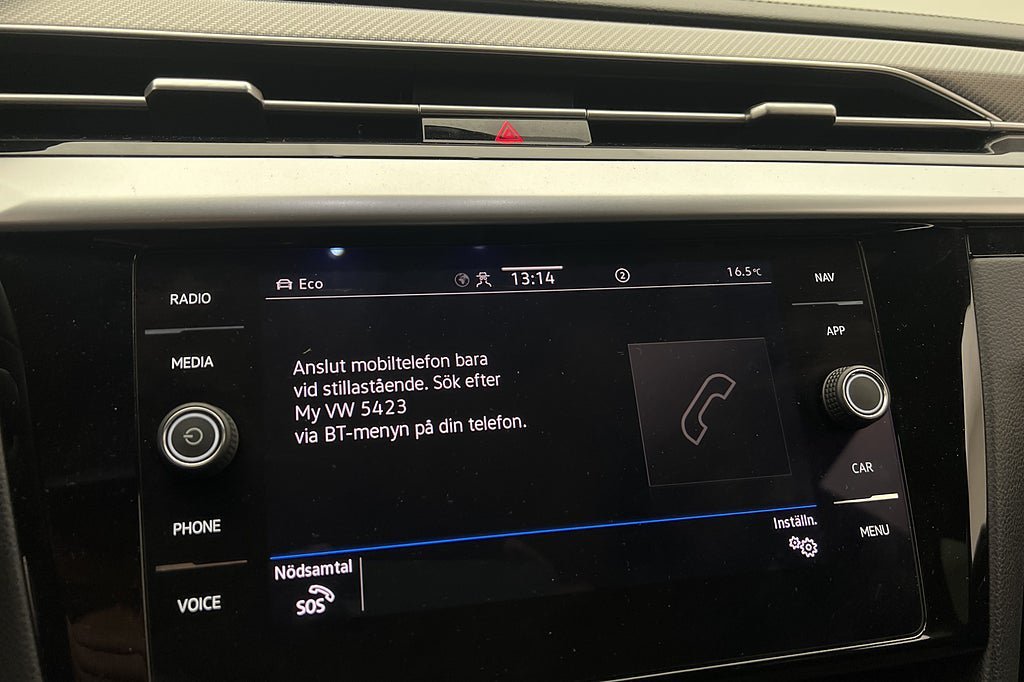 Eco
13:14
2
16.5°C
RADIO
MEDIA
PHONE
VOICE
Anslut mobiltelefon bara
vid stillastående. Sök efter
My VW 5423
via BT-menyn på din telefon.
Nödsamtal
SOS
Inställn.
NAV
APP
CAR
MENU